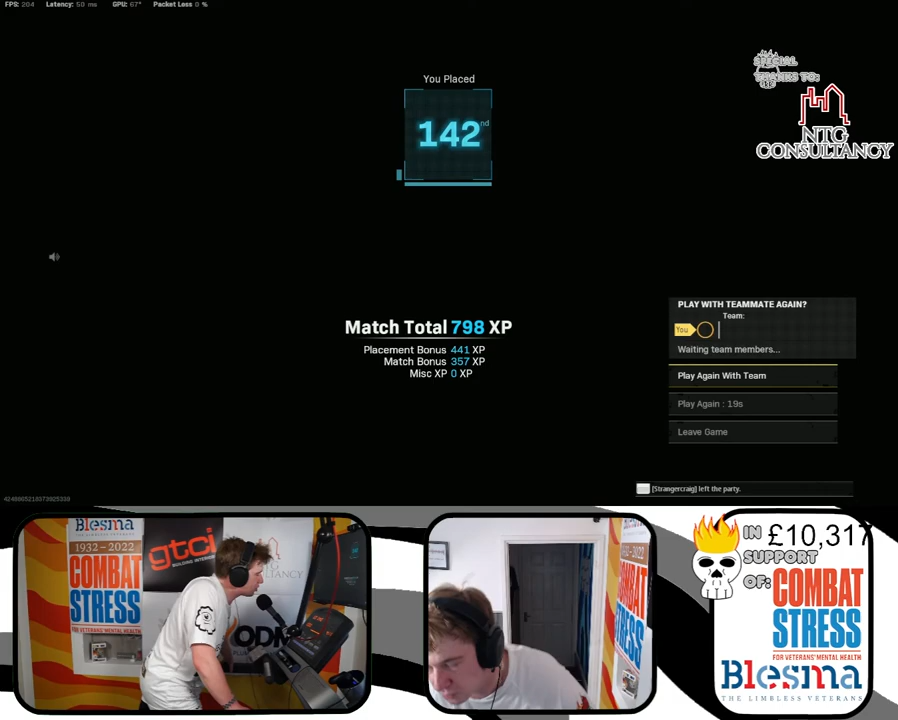 FPS: 204 Latency: 50 ms GPU: 67° Packet Loss 0 %
You Placed
142nd
SPECIAL
THANKS TO:
NTG
CONSULTANCY
Match Total 798 XP
Placement Bonus 441 XP
Match Bonus 357 XP
Misc XP 0 XP
PLAY WITH TEAMMATE AGAIN?
Team:
You
Waiting team members...
Play Again With Team
Play Again : 19s
Leave Game
[Strangercraig] left the party.
Blesma
1932-2022
COMBAT
STRESS
gtci
ODM
IN £10,317
SUPPORT
OF:
COMBAT
STRESS
FOR VETERANS' MENTAL HEALTH
Blesma
THE LIMBLESS VETERANS